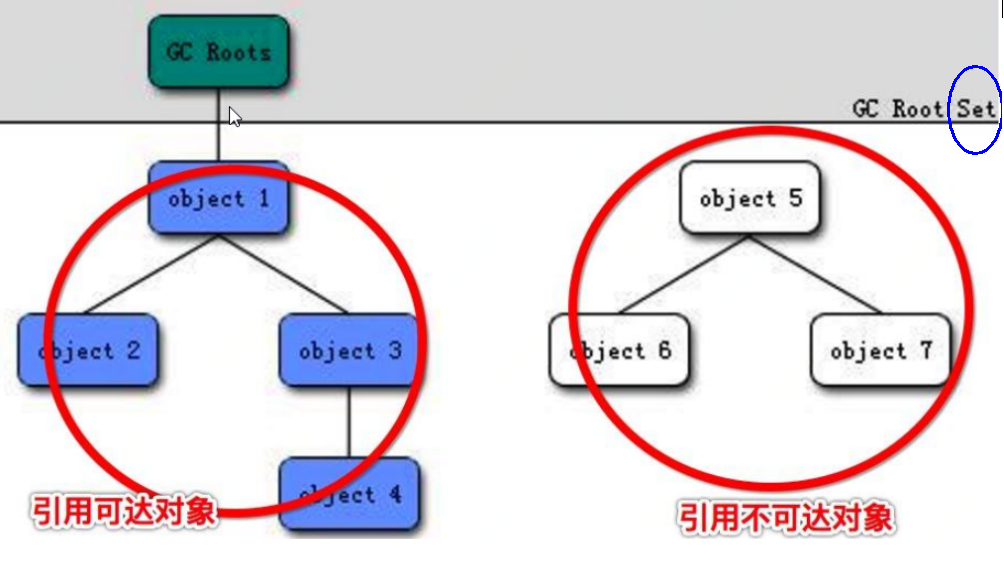 GC Roots
GC Root Set
object 1
object 5
object 2
object 3
object 6
object 7
object 4
引用可达对象
引用不可达对象